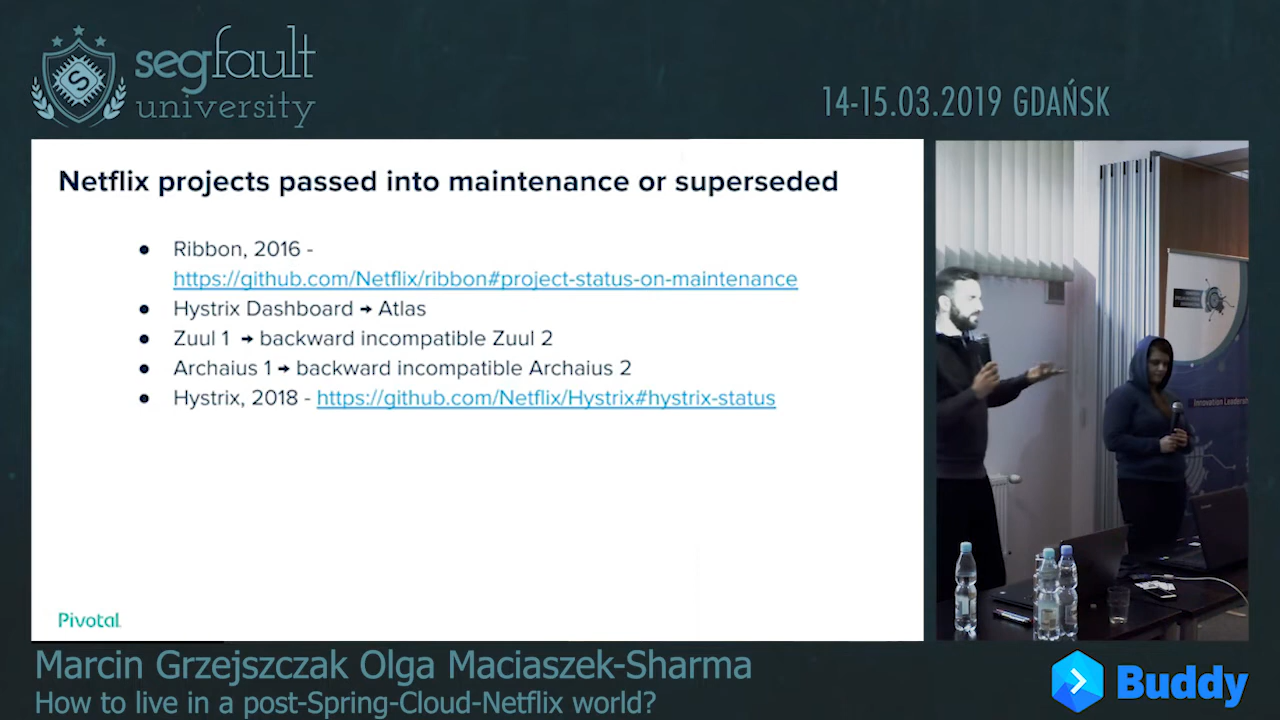 segfault
university
14-15.03.2019 GDAŃSK
Netflix projects passed into maintenance or superseded
● Ribbon, 2016 -
https://github.com/Netflix/ribbon#project-status-on-maintenance
● Hystrix Dashboard → Atlas
● Zuul 1 → backward incompatible Zuul 2
● Archaius 1 → backward incompatible Archaius 2
● Hystrix, 2018 - https://github.com/Netflix/Hystrix#hystrix-status
Pivotal
Innovation Leadership
Marcin Grzejszczak Olga Maciaszek-Sharma
How to live in a post-Spring-Cloud-Netflix world?
Buddy